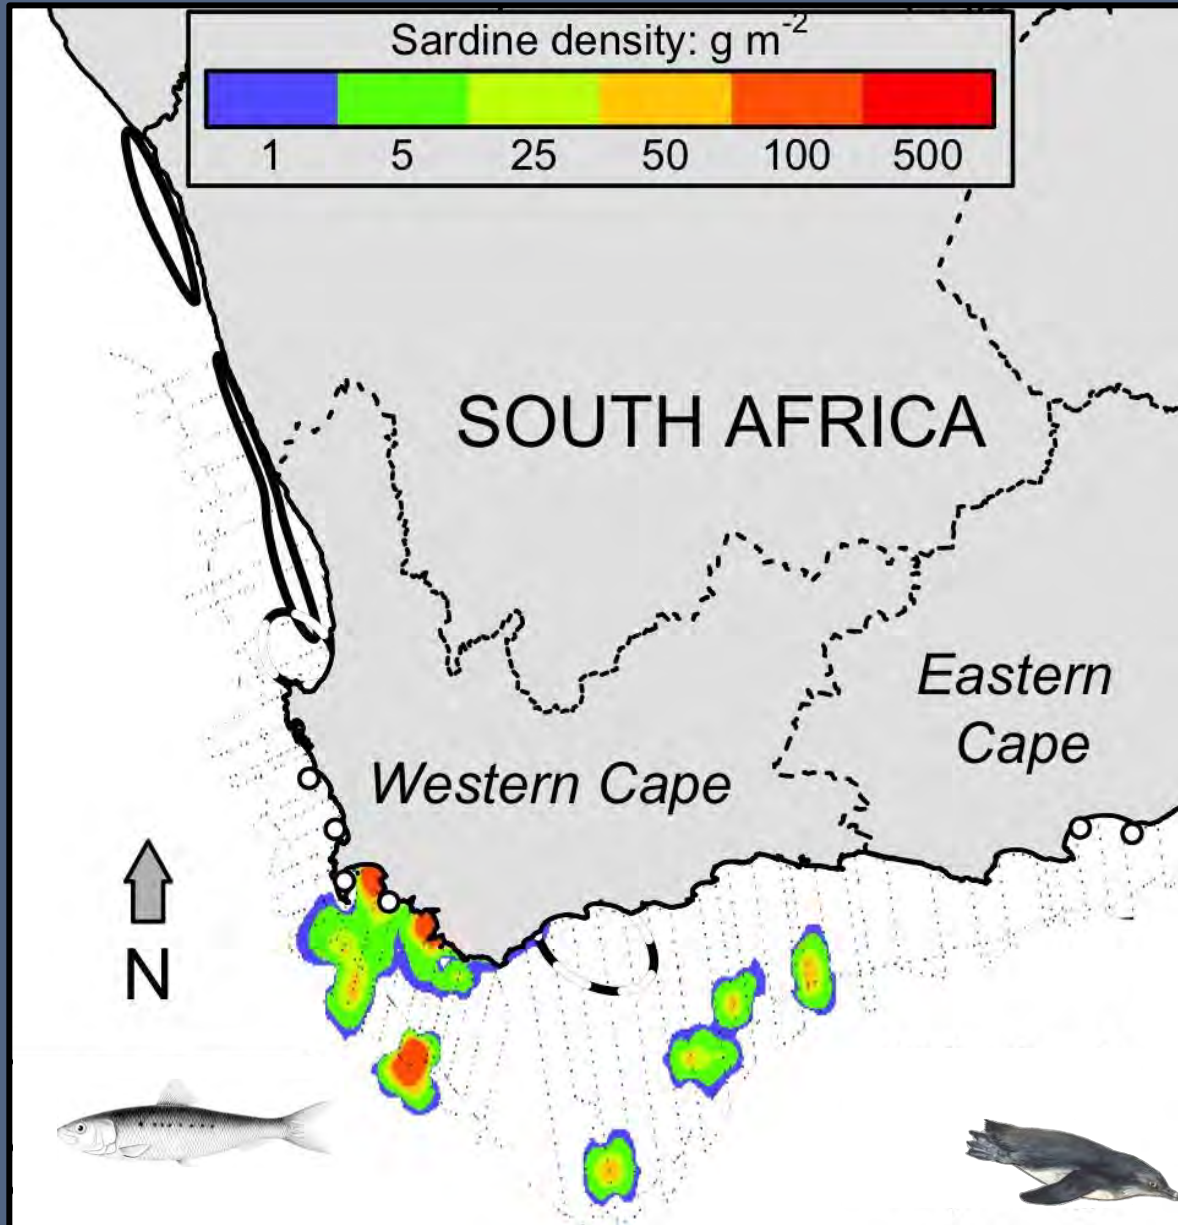 Sardine density: g m⁻²
1 5 25 50 100 500
SOUTH AFRICA
Eastern
Cape
Western Cape
N